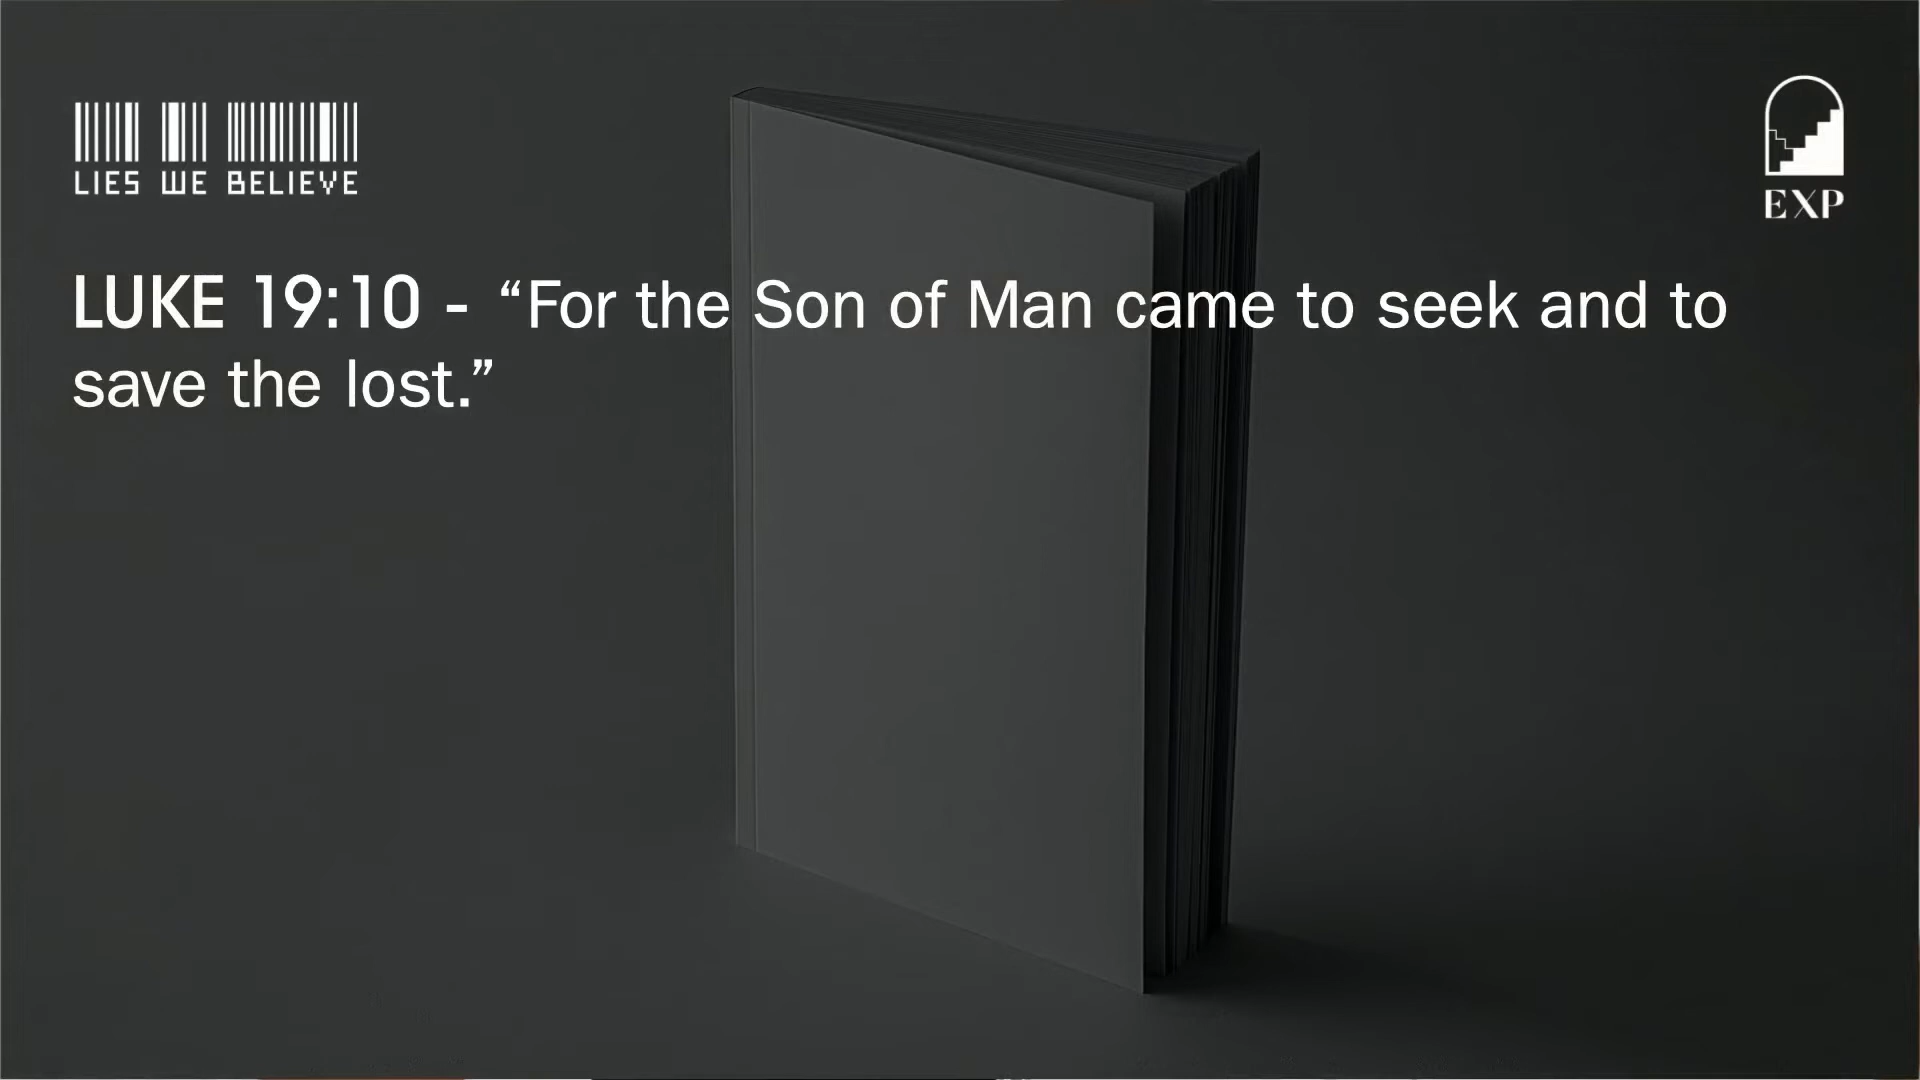 LIES WE BELIEVE
EXP
LUKE 19:10 - “For the Son of Man came to seek and to
save the lost.”